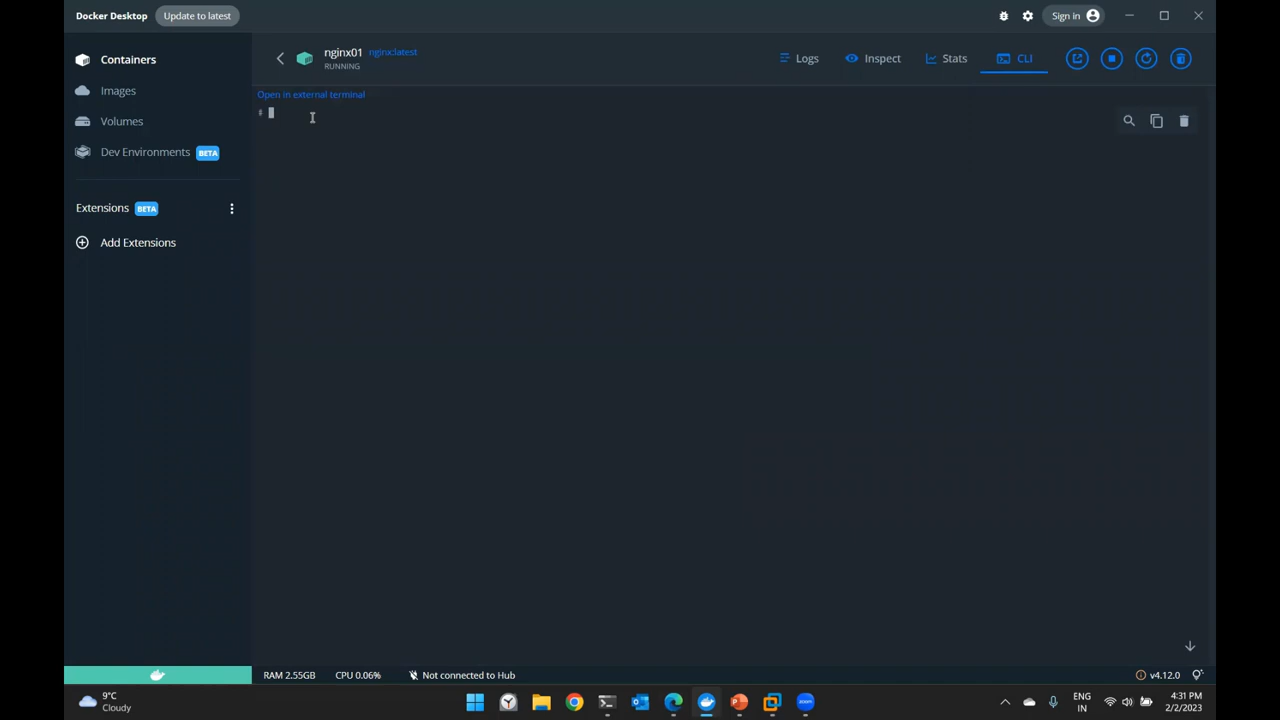 Docker Desktop
Update to latest
Sign in
Containers
Images
Volumes
Dev Environments BETA
Extensions BETA
Add Extensions
nginx01 nginx:latest
RUNNING
Logs
Inspect
Stats
CLI
Open in external terminal
#
RAM 2.55GB CPU 0.06% Not connected to Hub
v4.12.0
9°C
Cloudy
zoom
ENG
IN
4:31 PM
2/2/2023